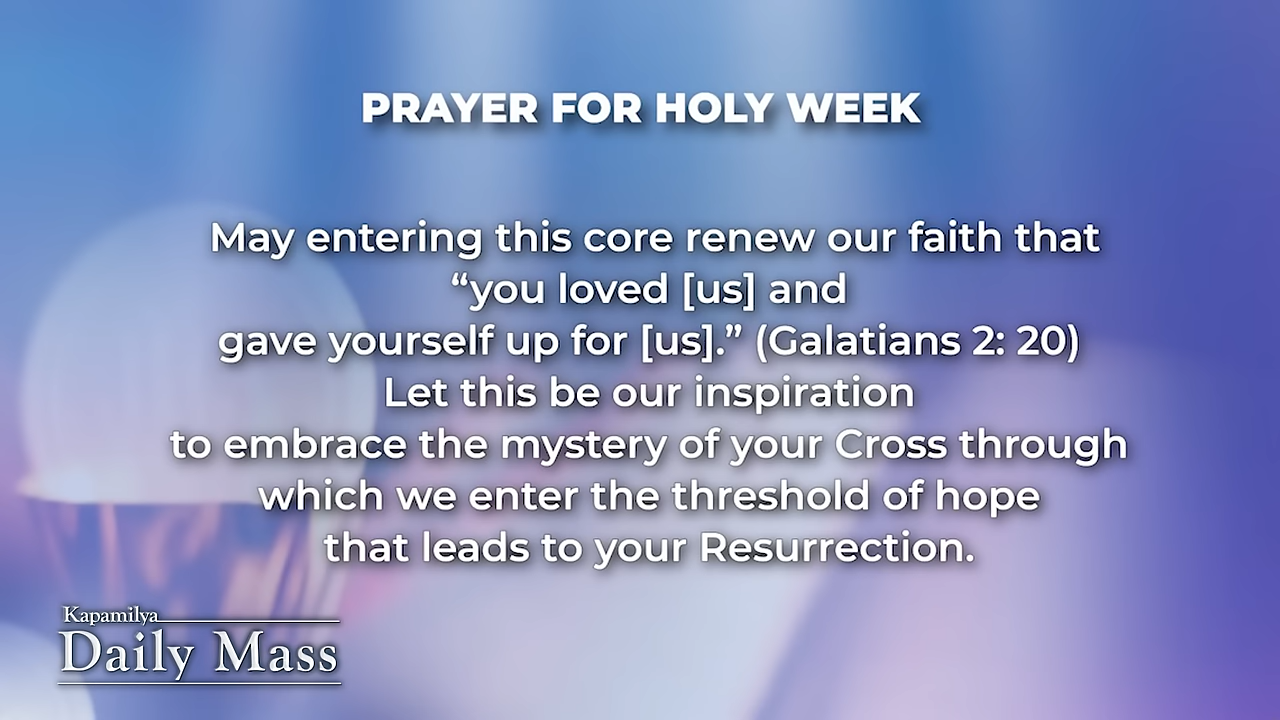 PRAYER FOR HOLY WEEK
May entering this core renew our faith that
“you loved [us] and
gave yourself up for [us].” (Galatians 2: 20)
Let this be our inspiration
to embrace the mystery of your Cross through
which we enter the threshold of hope
that leads to your Resurrection.
Kapamilya
Daily Mass